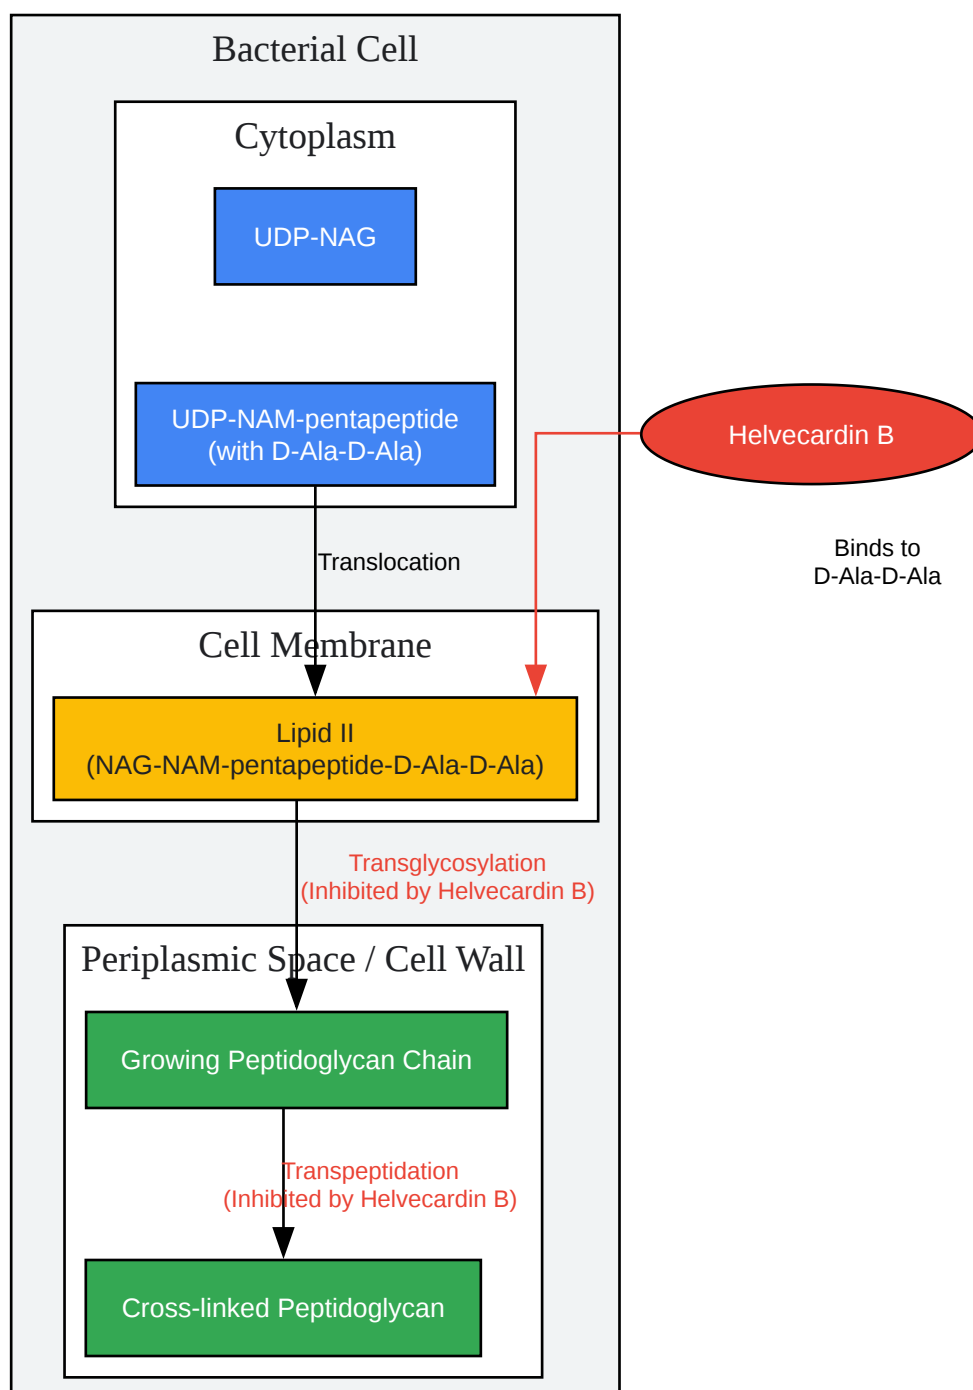 Bacterial Cell
Cytoplasm
UDP-NAG
UDP-NAM-pentapeptide
(with D-Ala-D-Ala)
Helvecardin B
Translocation
Binds to
D-Ala-D-Ala
Cell Membrane
Lipid II
(NAG-NAM-pentapeptide-D-Ala-D-Ala)
Transglycosylation
(Inhibited by Helvecardin B)
Periplasmic Space / Cell Wall
Growing Peptidoglycan Chain
Transpeptidation
(Inhibited by Helvecardin B)
Cross-linked Peptidoglycan